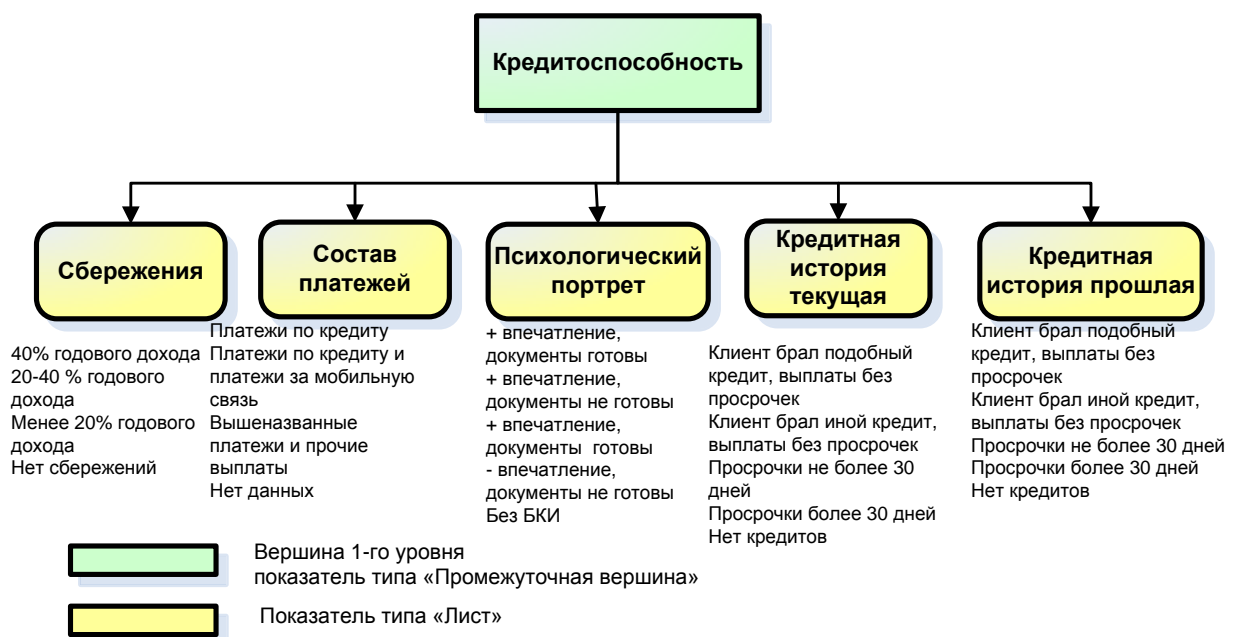 Кредитоспособность
Сбережения
Состав
платежей
Психологический
портрет
Кредитная
история
текущая
Кредитная
история прошлая
40% годового дохода
20-40 % годового
дохода
Менее 20% годового
дохода
Нет сбережений
Платежи по кредиту
Платежи по кредиту и
платежи за мобильную
связь
Вышеназванные
платежи и прочие
выплаты
Нет данных
+ впечатление,
документы готовы
+ впечатление,
документы не готовы
+ впечатление,
документы  готовы
- впечатление,
документы не готовы
Без БКИ
Клиент брал подобный
кредит, выплаты без
просрочек
Клиент брал иной кредит,
выплаты без просрочек
Просрочки не более 30
дней
Просрочки более 30 дней
Нет кредитов
Клиент брал подобный
кредит, выплаты без
просрочек
Клиент брал иной кредит,
выплаты без просрочек
Просрочки не более 30 дней
Просрочки более 30 дней
Нет кредитов
Вершина 1-го уровня
показатель типа «Промежуточная вершина»
Показатель типа «Лист»